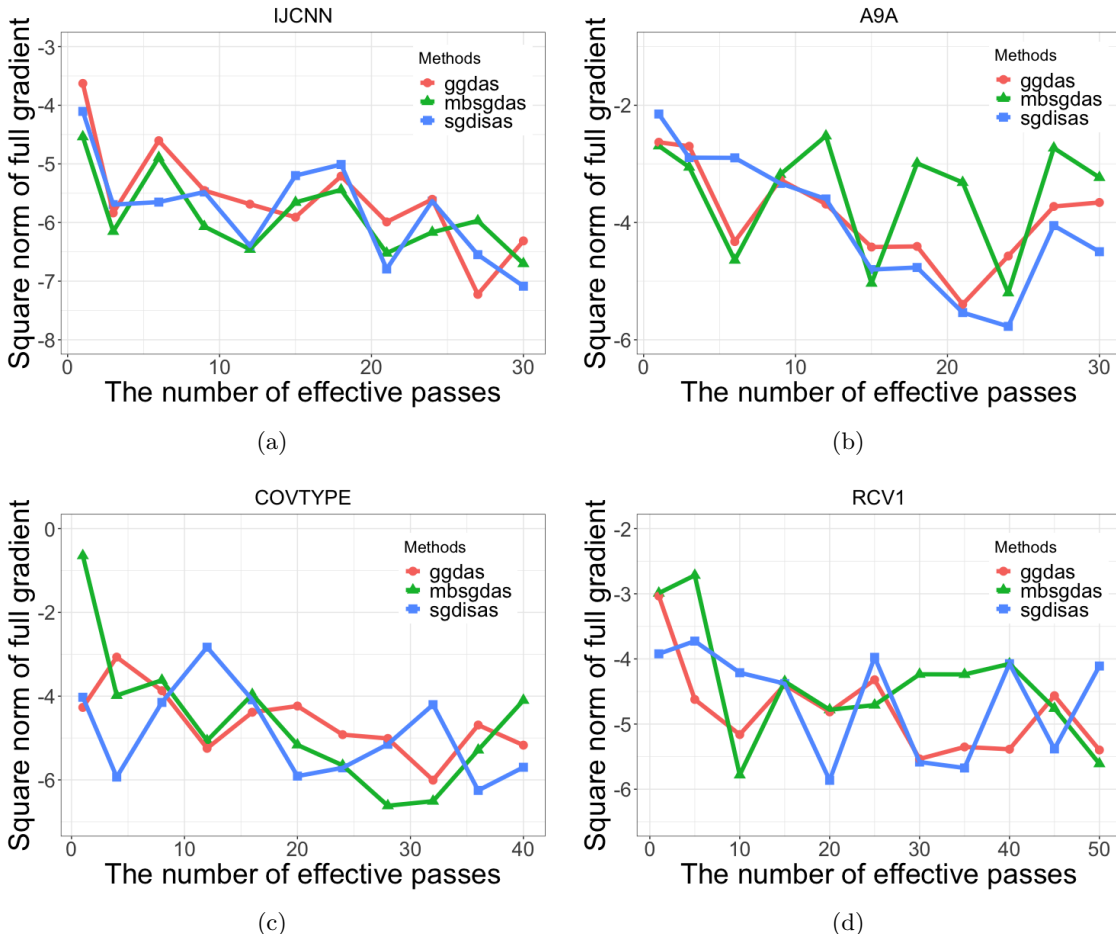 IJCNN
Square norm of full gradient
-3
-4
-5
-6
-7
-8
Methods
ggdas
mbsgdas
sgdisas
0 10 20 30
The number of effective passes
(a)
A9A
Square norm of full gradient
-2
-4
-6
Methods
ggdas
mbsgdas
sgdisas
0 10 20 30
The number of effective passes
(b)
COVTYPE
Square norm of full gradient
0
-2
-4
-6
Methods
ggdas
mbsgdas
sgdisas
0 10 20 30 40
The number of effective passes
(c)
RCV1
Square norm of full gradient
-2
-3
-4
-5
-6
Methods
ggdas
mbsgdas
sgdisas
0 10 20 30 40 50
The number of effective passes
(d)